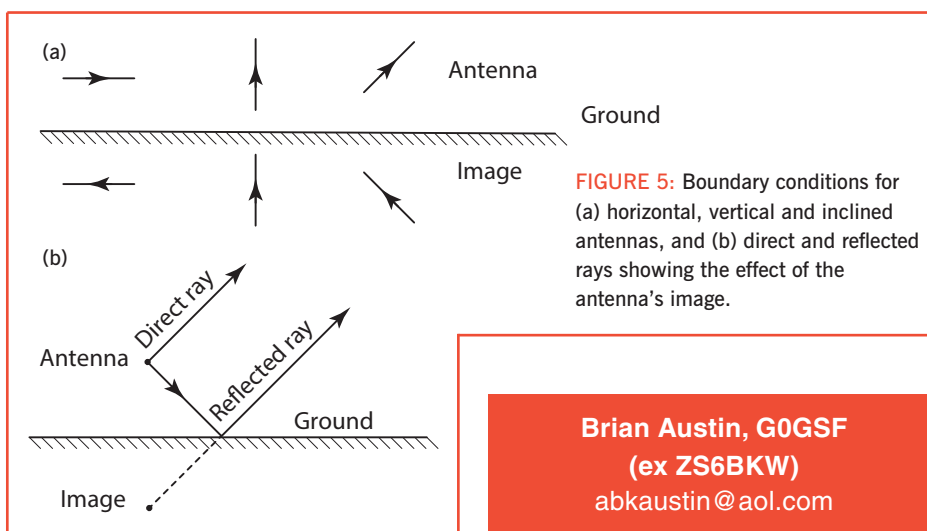 (a)
Antenna
Ground
Image
FIGURE 5: Boundary conditions for
(a) horizontal, vertical and inclined
antennas, and (b) direct and reflected
rays showing the effect of the
antenna's image.
(b)
Direct ray
Antenna
Reflected ray
Ground
Image
Brian Austin, G0GSF
(ex ZS6BKW)
abkaustin@aol.com